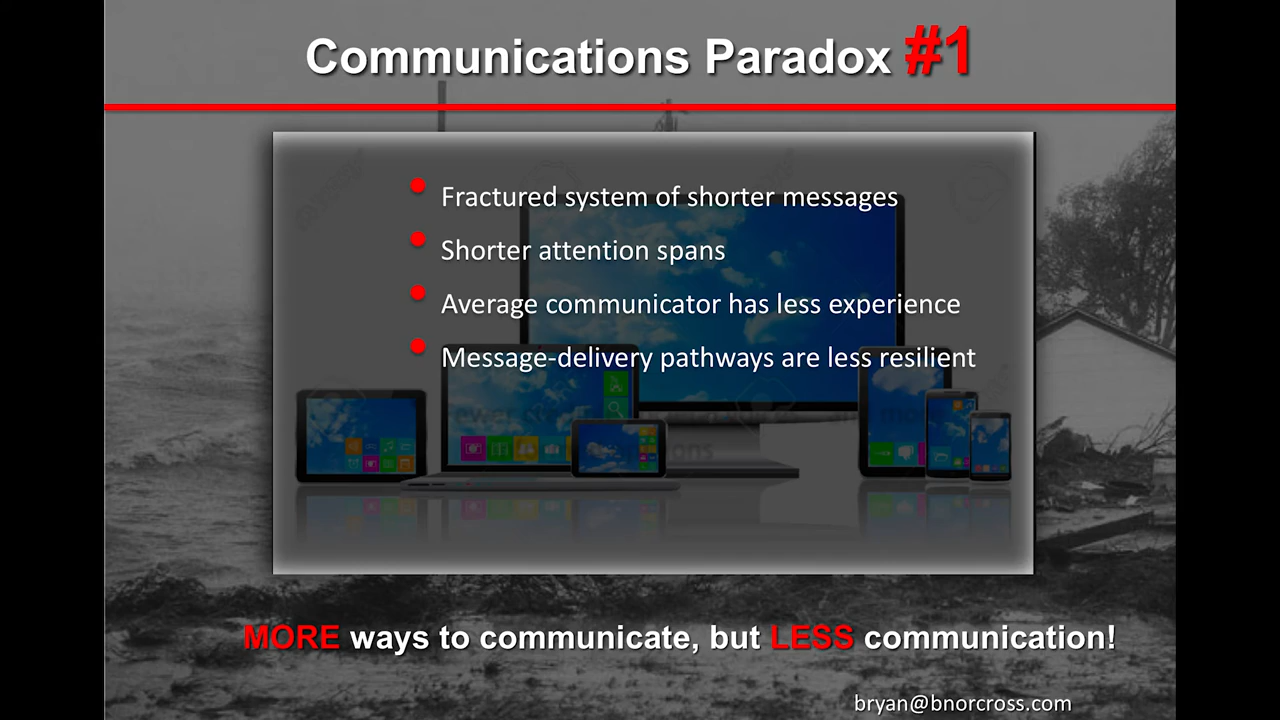 Communications Paradox #1
Fractured system of shorter messages
Shorter attention spans
Average communicator has less experience
Message-delivery pathways are less resilient
MORE ways to communicate, but LESS communication!
bryan@bnorcross.com